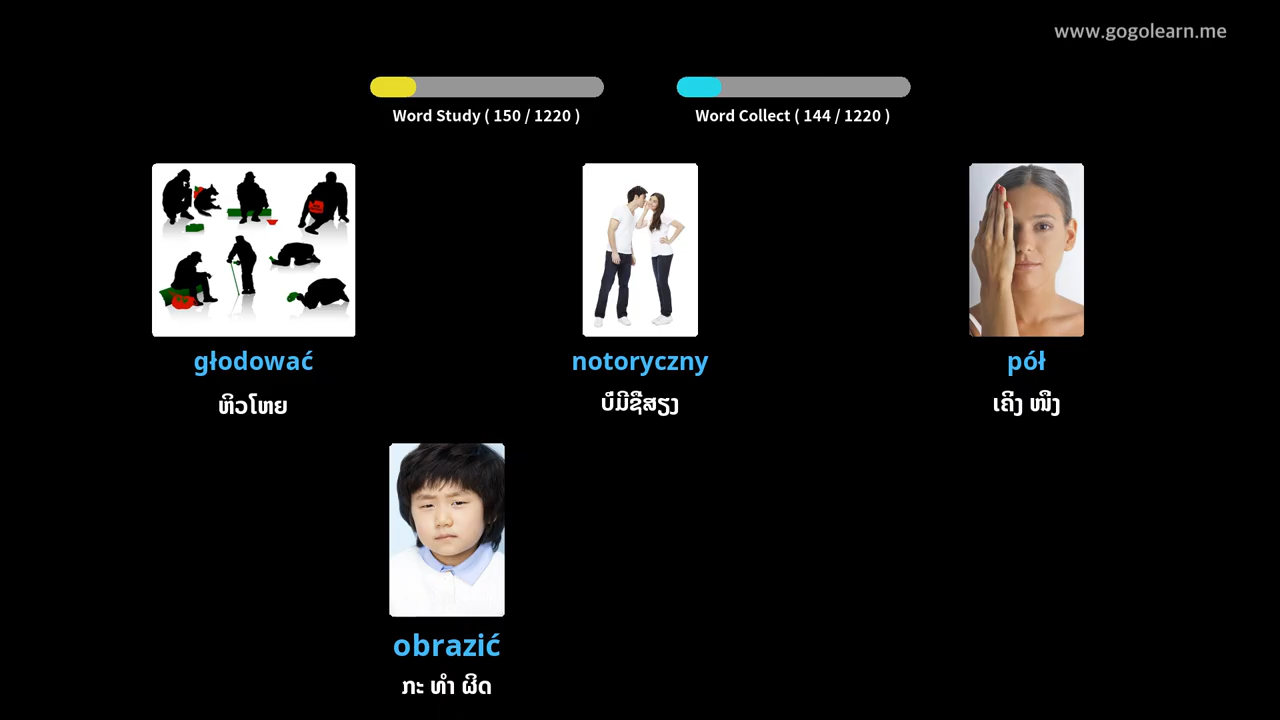 www.gogolearn.me
Word Study ( 150 / 1220 )
Word Collect ( 144 / 1220 )
głodować
notoryczny
pół
ຫິວໂຫຍ
ບໍ່ມີຊື່ສຽງ
ເຄິ່ງ ໜຶ່ງ
obrazić
ກະ ທຳ ຜິດ